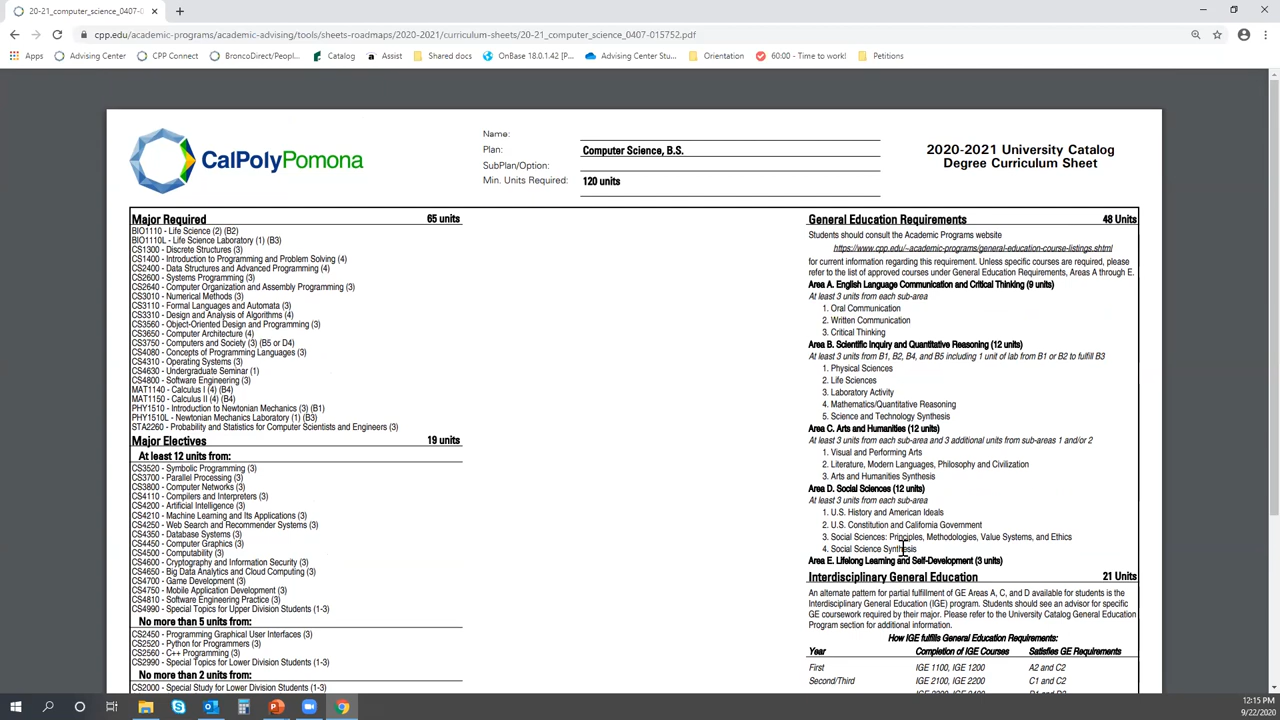 20-21_computer_science_0407-01
cpp.edu/academic-programs/academic-advising/tools/sheets-roadmaps/2020-2021/curriculum-sheets/20-21_computer_science_0407-015752.pdf
Apps
Advising Center
CPP Connect
BroncoDirect/Peopl...
Catalog
Assist
Shared docs
OnBase 18.0.1.42 [P...
Advising Center Stu...
Orientation
60:00 - Time to work!
Petitions
CalPolyPomona
Name:
Plan: Computer Science, B.S.
SubPlan/Option:
Min. Units Required: 120 units
2020-2021 University Catalog
Degree Curriculum Sheet
Major Required 65 units
BIO1110 - Life Science (2) (B2)
BIO1110L - Life Science Laboratory (1) (B3)
CS1300 - Discrete Structures (3)
CS1400 - Introduction to Programming and Problem Solving (4)
CS2400 - Data Structures and Advanced Programming (4)
CS2600 - Systems Programming (3)
CS2640 - Computer Organization and Assembly Programming (3)
CS3010 - Numerical Methods (3)
CS3110 - Formal Languages and Automata (3)
CS3310 - Design and Analysis of Algorithms (4)
CS3560 - Object-Oriented Design and Programming (3)
CS3650 - Computer Architecture (4)
CS3750 - Computers and Society (3) (B5 or D4)
CS4080 - Concepts of Programming Languages (3)
CS4310 - Operating Systems (3)
CS4630 - Undergraduate Seminar (1)
CS4800 - Software Engineering (3)
MAT1140 - Calculus I (4) (B4)
MAT1150 - Calculus II (4) (B4)
PHY1510 - Introduction to Newtonian Mechanics (3) (B1)
PHY1510L - Newtonian Mechanics Laboratory (1) (B3)
STA2260 - Probability and Statistics for Computer Scientists and Engineers (3)
Major Electives 19 units
At least 12 units from:
CS3520 - Symbolic Programming (3)
CS3700 - Parallel Processing (3)
CS3800 - Computer Networks (3)
CS4110 - Compilers and Interpreters (3)
CS4200 - Artificial Intelligence (3)
CS4210 - Machine Learning and Its Applications (3)
CS4250 - Web Search and Recommender Systems (3)
CS4350 - Database Systems (3)
CS4450 - Computer Graphics (3)
CS4500 - Computability (3)
CS4600 - Cryptography and Information Security (3)
CS4650 - Big Data Analytics and Cloud Computing (3)
CS4700 - Game Development (3)
CS4750 - Mobile Application Development (3)
CS4810 - Software Engineering Practice (3)
CS4990 - Special Topics for Upper Division Students (1-3)
No more than 5 units from:
CS2450 - Programming Graphical User Interfaces (3)
CS2520 - Python for Programmers (3)
CS2560 - C++ Programming (3)
CS2990 - Special Topics for Lower Division Students (1-3)
No more than 2 units from:
CS2000 - Special Study for Lower Division Students (1-3)
General Education Requirements 48 Units
Students should consult the Academic Programs website
https://www.cpp.edu/~academic-programs/general-education-course-listings.shtml
for current information regarding this requirement. Unless specific courses are required, please
refer to the list of approved courses under General Education Requirements, Areas A through E.
Area A. English Language Communication and Critical Thinking (9 units)
At least 3 units from each sub-area
1. Oral Communication
2. Written Communication
3. Critical Thinking
Area B. Scientific Inquiry and Quantitative Reasoning (12 units)
At least 3 units from B1, B2, B4, and B5 including 1 unit of lab from B1 or B2 to fulfill B3
1. Physical Sciences
2. Life Sciences
3. Laboratory Activity
4. Mathematics/Quantitative Reasoning
5. Science and Technology Synthesis
Area C. Arts and Humanities (12 units)
At least 3 units from each sub-area and 3 additional units from sub-areas 1 and/or 2
1. Visual and Performing Arts
2. Literature, Modern Languages, Philosophy and Civilization
3. Arts and Humanities Synthesis
Area D. Social Sciences (12 units)
At least 3 units from each sub-area
1. U.S. History and American Ideals
2. U.S. Constitution and California Government
3. Social Sciences: Principles, Methodologies, Value Systems, and Ethics
4. Social Science Synthesis
Area E. Lifelong Learning and Self-Development (3 units)
Interdisciplinary General Education 21 Units
An alternate pattern for partial fulfillment of GE Areas A, C, and D available for students is the
Interdisciplinary General Education (IGE) program. Students should see an advisor for specific
GE coursework required by their major. Please refer to the University Catalog General Education
Program section for additional information.
How IGE fulfills General Education Requirements:
Year Completion of IGE Courses Satisfies GE Requirements
First IGE 1100, IGE 1200 A2 and C2
Second/Third IGE 2100, IGE 2200 C1 and C2
12:15 PM
9/22/2020